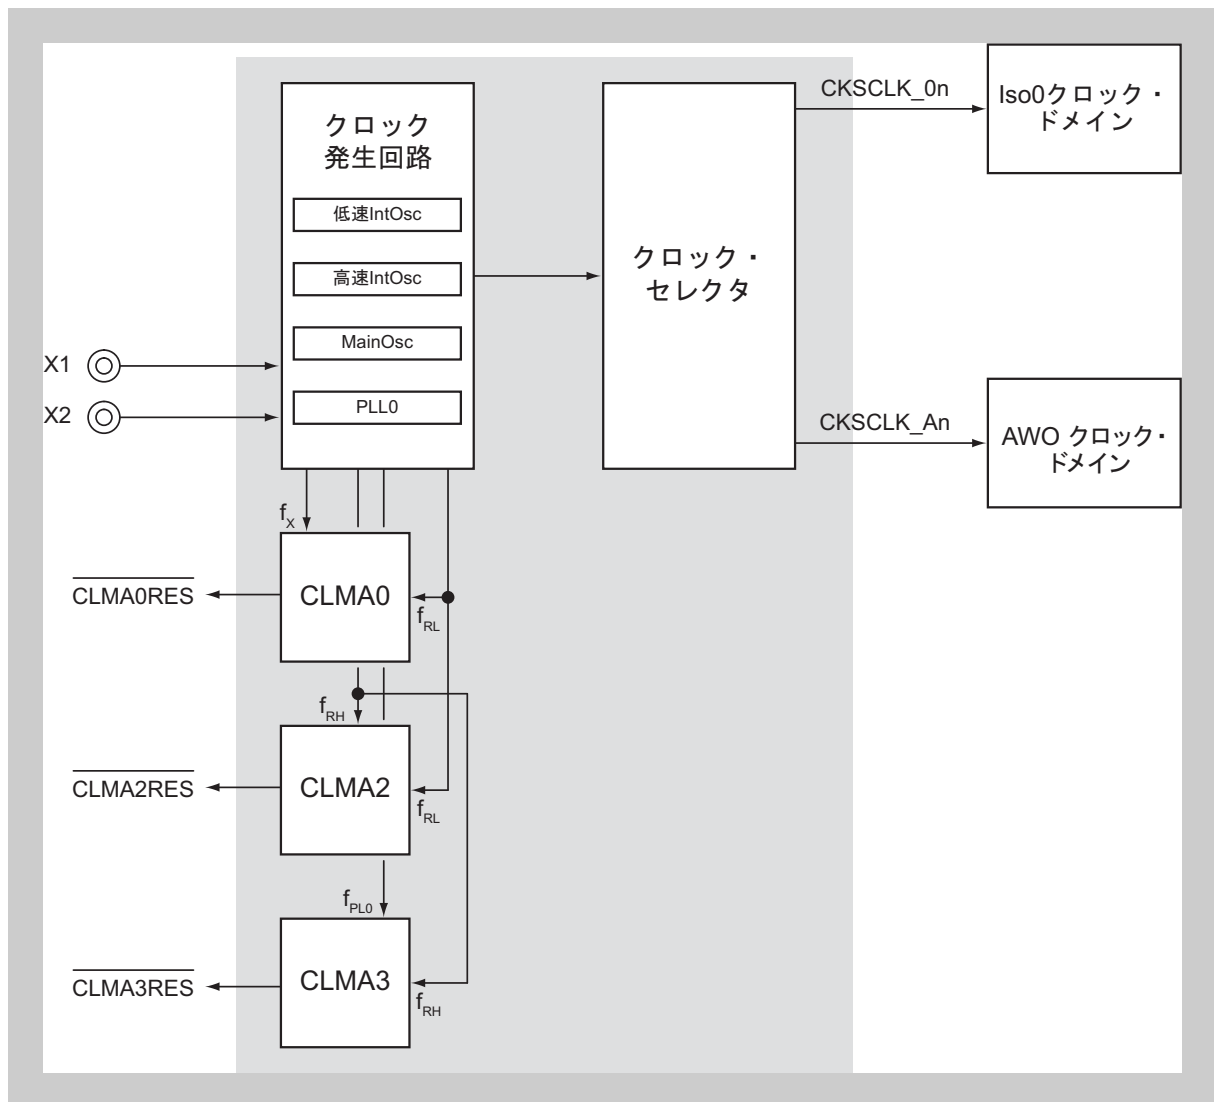 クロック
発生回路
低速IntOsc
高速IntOsc
MainOsc
PLL0
X1
X2
クロック・
セレクタ
CKSCLK_0n
Iso0クロック・
ドメイン
CKSCLK_An
AWO クロック・
ドメイン
fX
CLMA0
CLMA0RES
fRL
fRH
CLMA2
CLMA2RES
fRL
fPL0
CLMA3
CLMA3RES
fRH